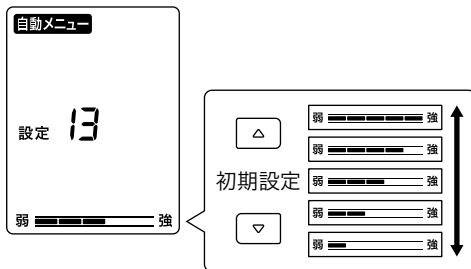 自動メニュー
設定 13
弱 強
弱 強
弱 強
初期設定 弱 強
弱 強
弱 強